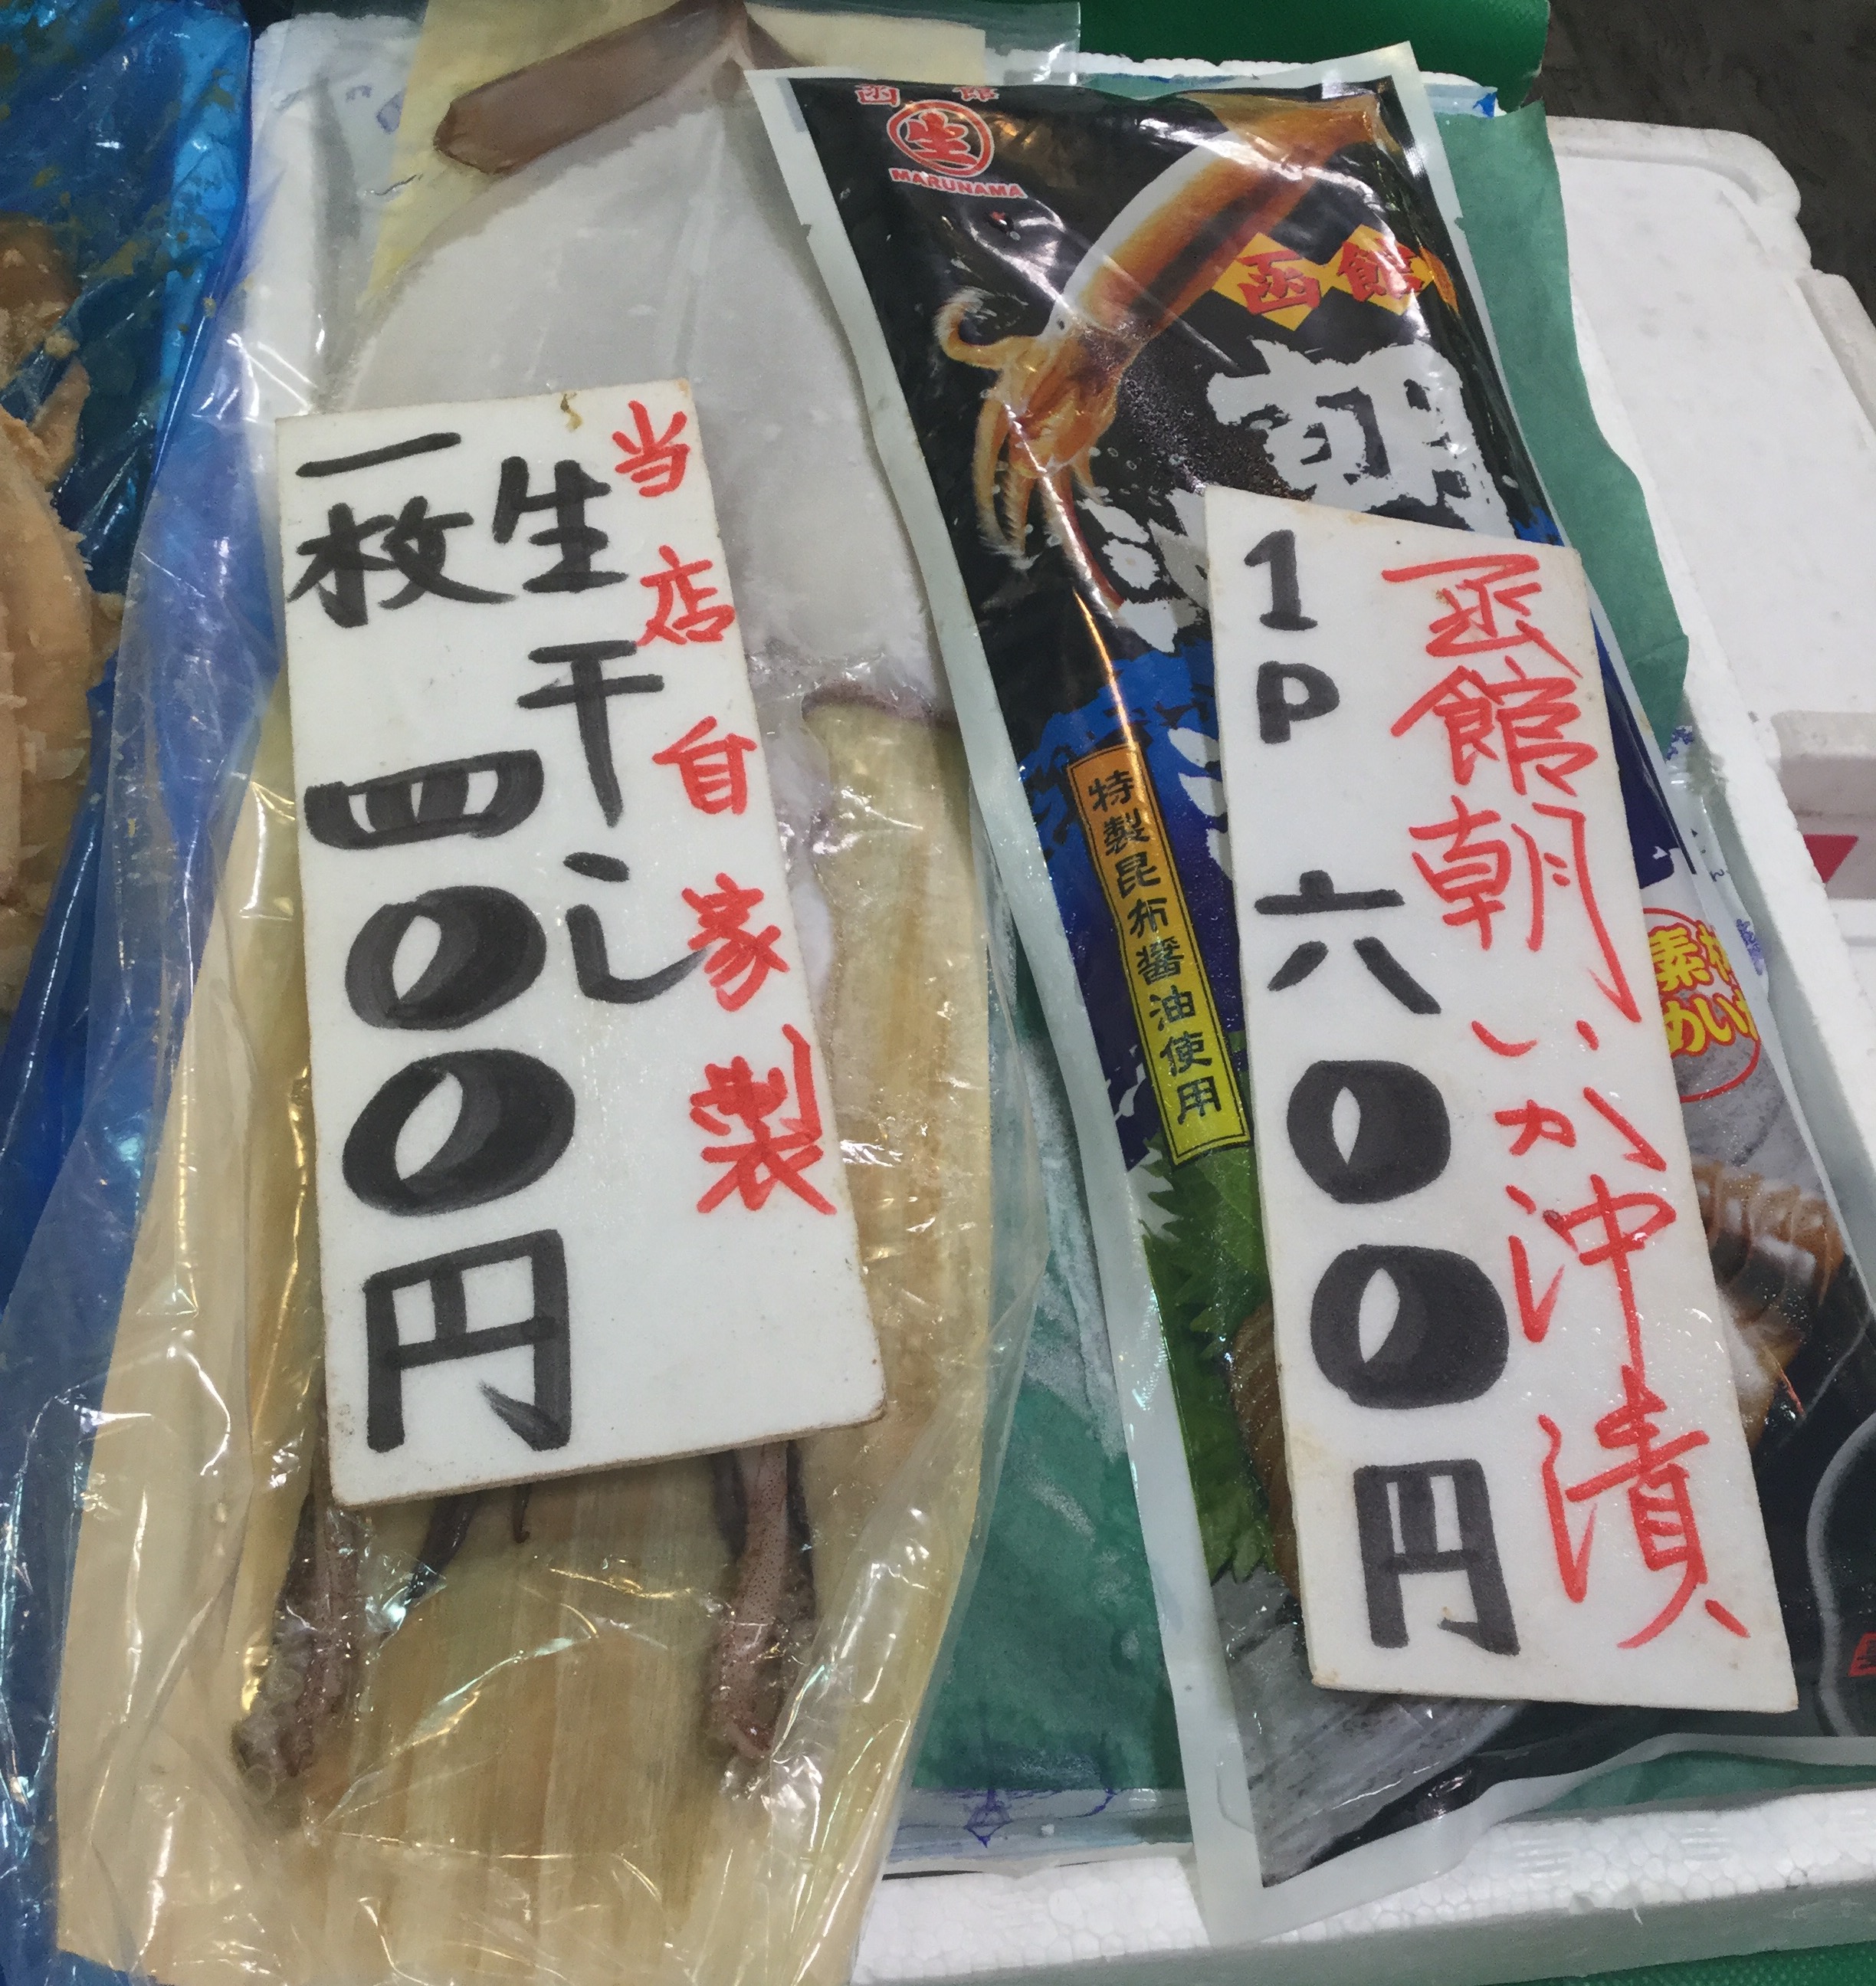 当店自家製
生干し
一枚 四〇〇円
函館
生
MARUNAMA
函館
朝
特製昆布醤油使用
函館朝いか沖漬
1P 六〇〇円